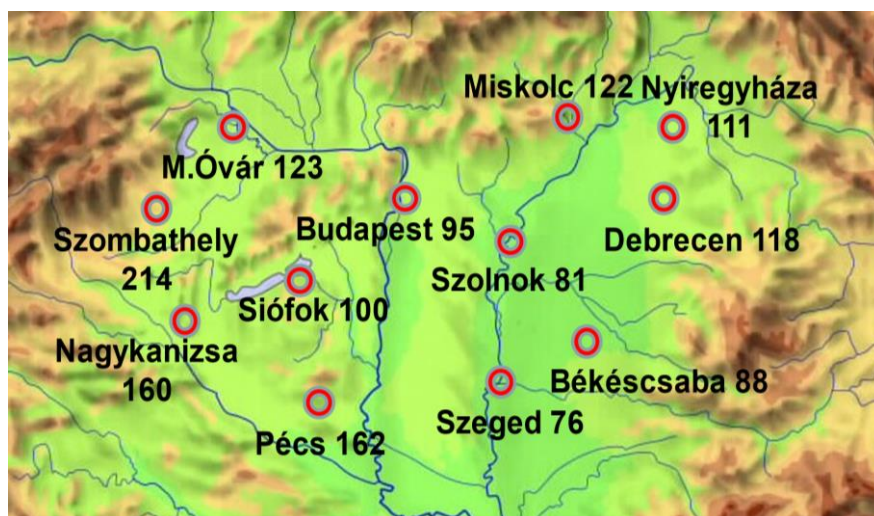 Miskolc 122
Nyiregyháza
111
M.Óvár 123
Budapest 95
Debrecen 118
Szombathely
214
Szolnok 81
Siófok 100
Nagykanizsa
160
Békéscsaba 88
Szeged 76
Pécs 162